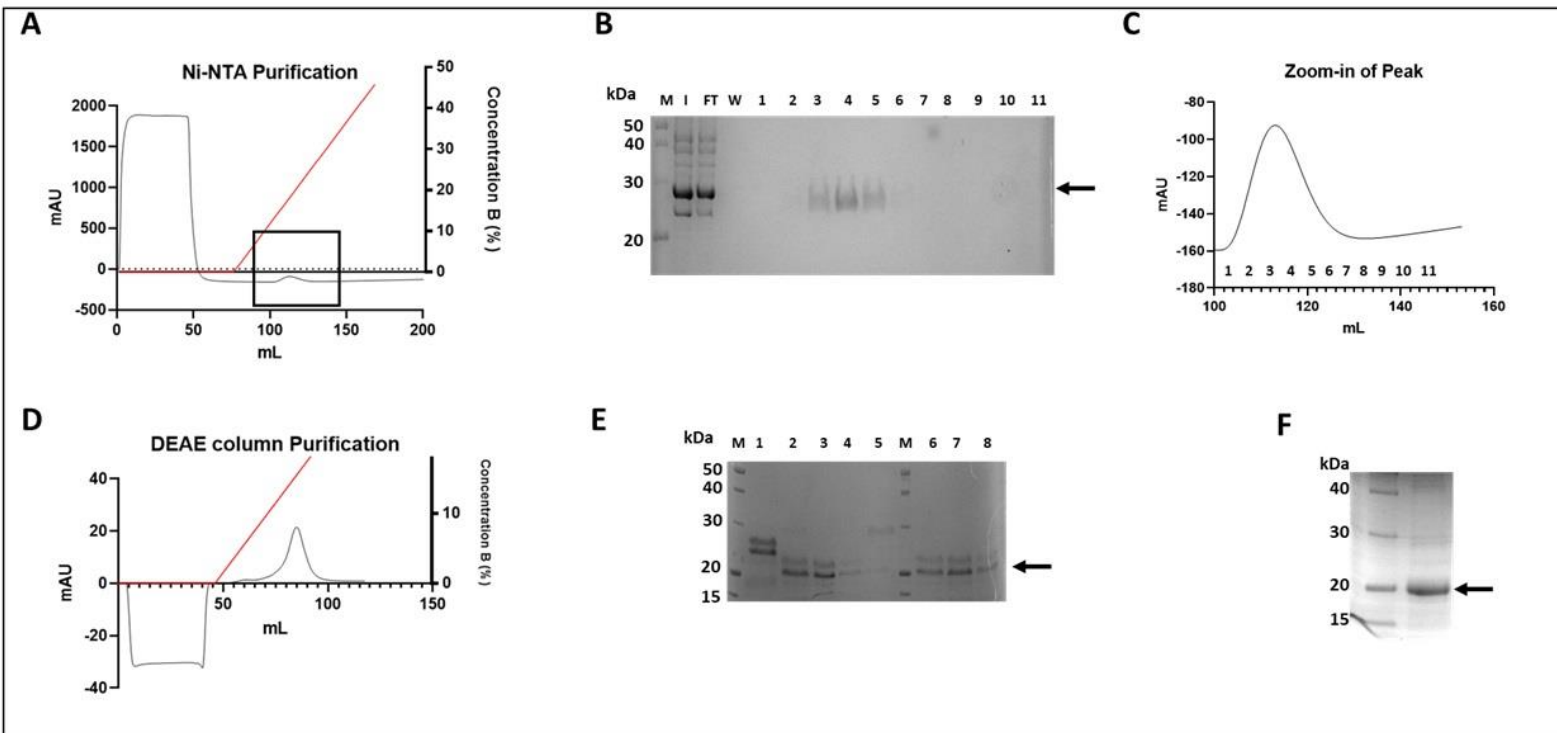 A
Ni-NTA Purification
2000
1500
1000
500
0
-500
mAU
0 50 100 150 200
mL
50
40
30
20
10
0
Concentration B (%)
B
kDa
M I FT W 1 2 3 4 5 6 7 8 9 10 11
50
40
30
20
C
Zoom-in of Peak
-80
-100
-120
-140
-160
-180
mAU
1 2 3 4 5 6 7 8 9 10 11
100 120 140 160
mL
D
DEAE column Purification
40
20
0
-20
-40
mAU
50 100 150
mL
10
0
Concentration B (%)
E
kDa
M 1 2 3 4 5 M 6 7 8
50
40
30
20
15
F
kDa
40
30
20
15